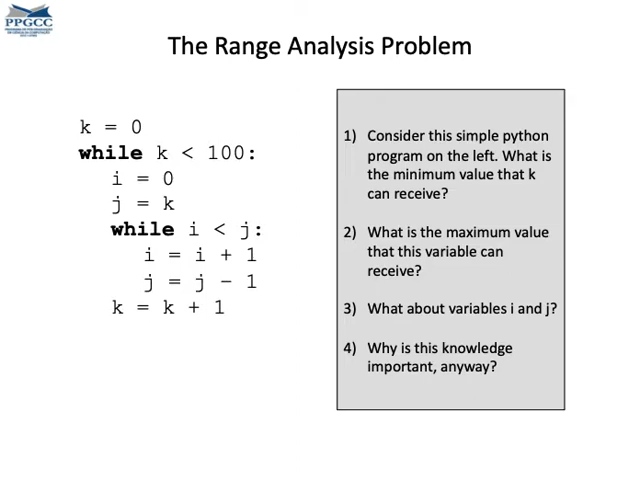 PPGCC
The Range Analysis Problem
k = 0
while k < 100:
i = 0
j = k
while i < j:
i = i + 1
j = j - 1
k = k + 1
1) Consider this simple python
program on the left. What is
the minimum value that k
can receive?
2) What is the maximum value
that this variable can
receive?
3) What about variables i and j?
4) Why is this knowledge
important, anyway?